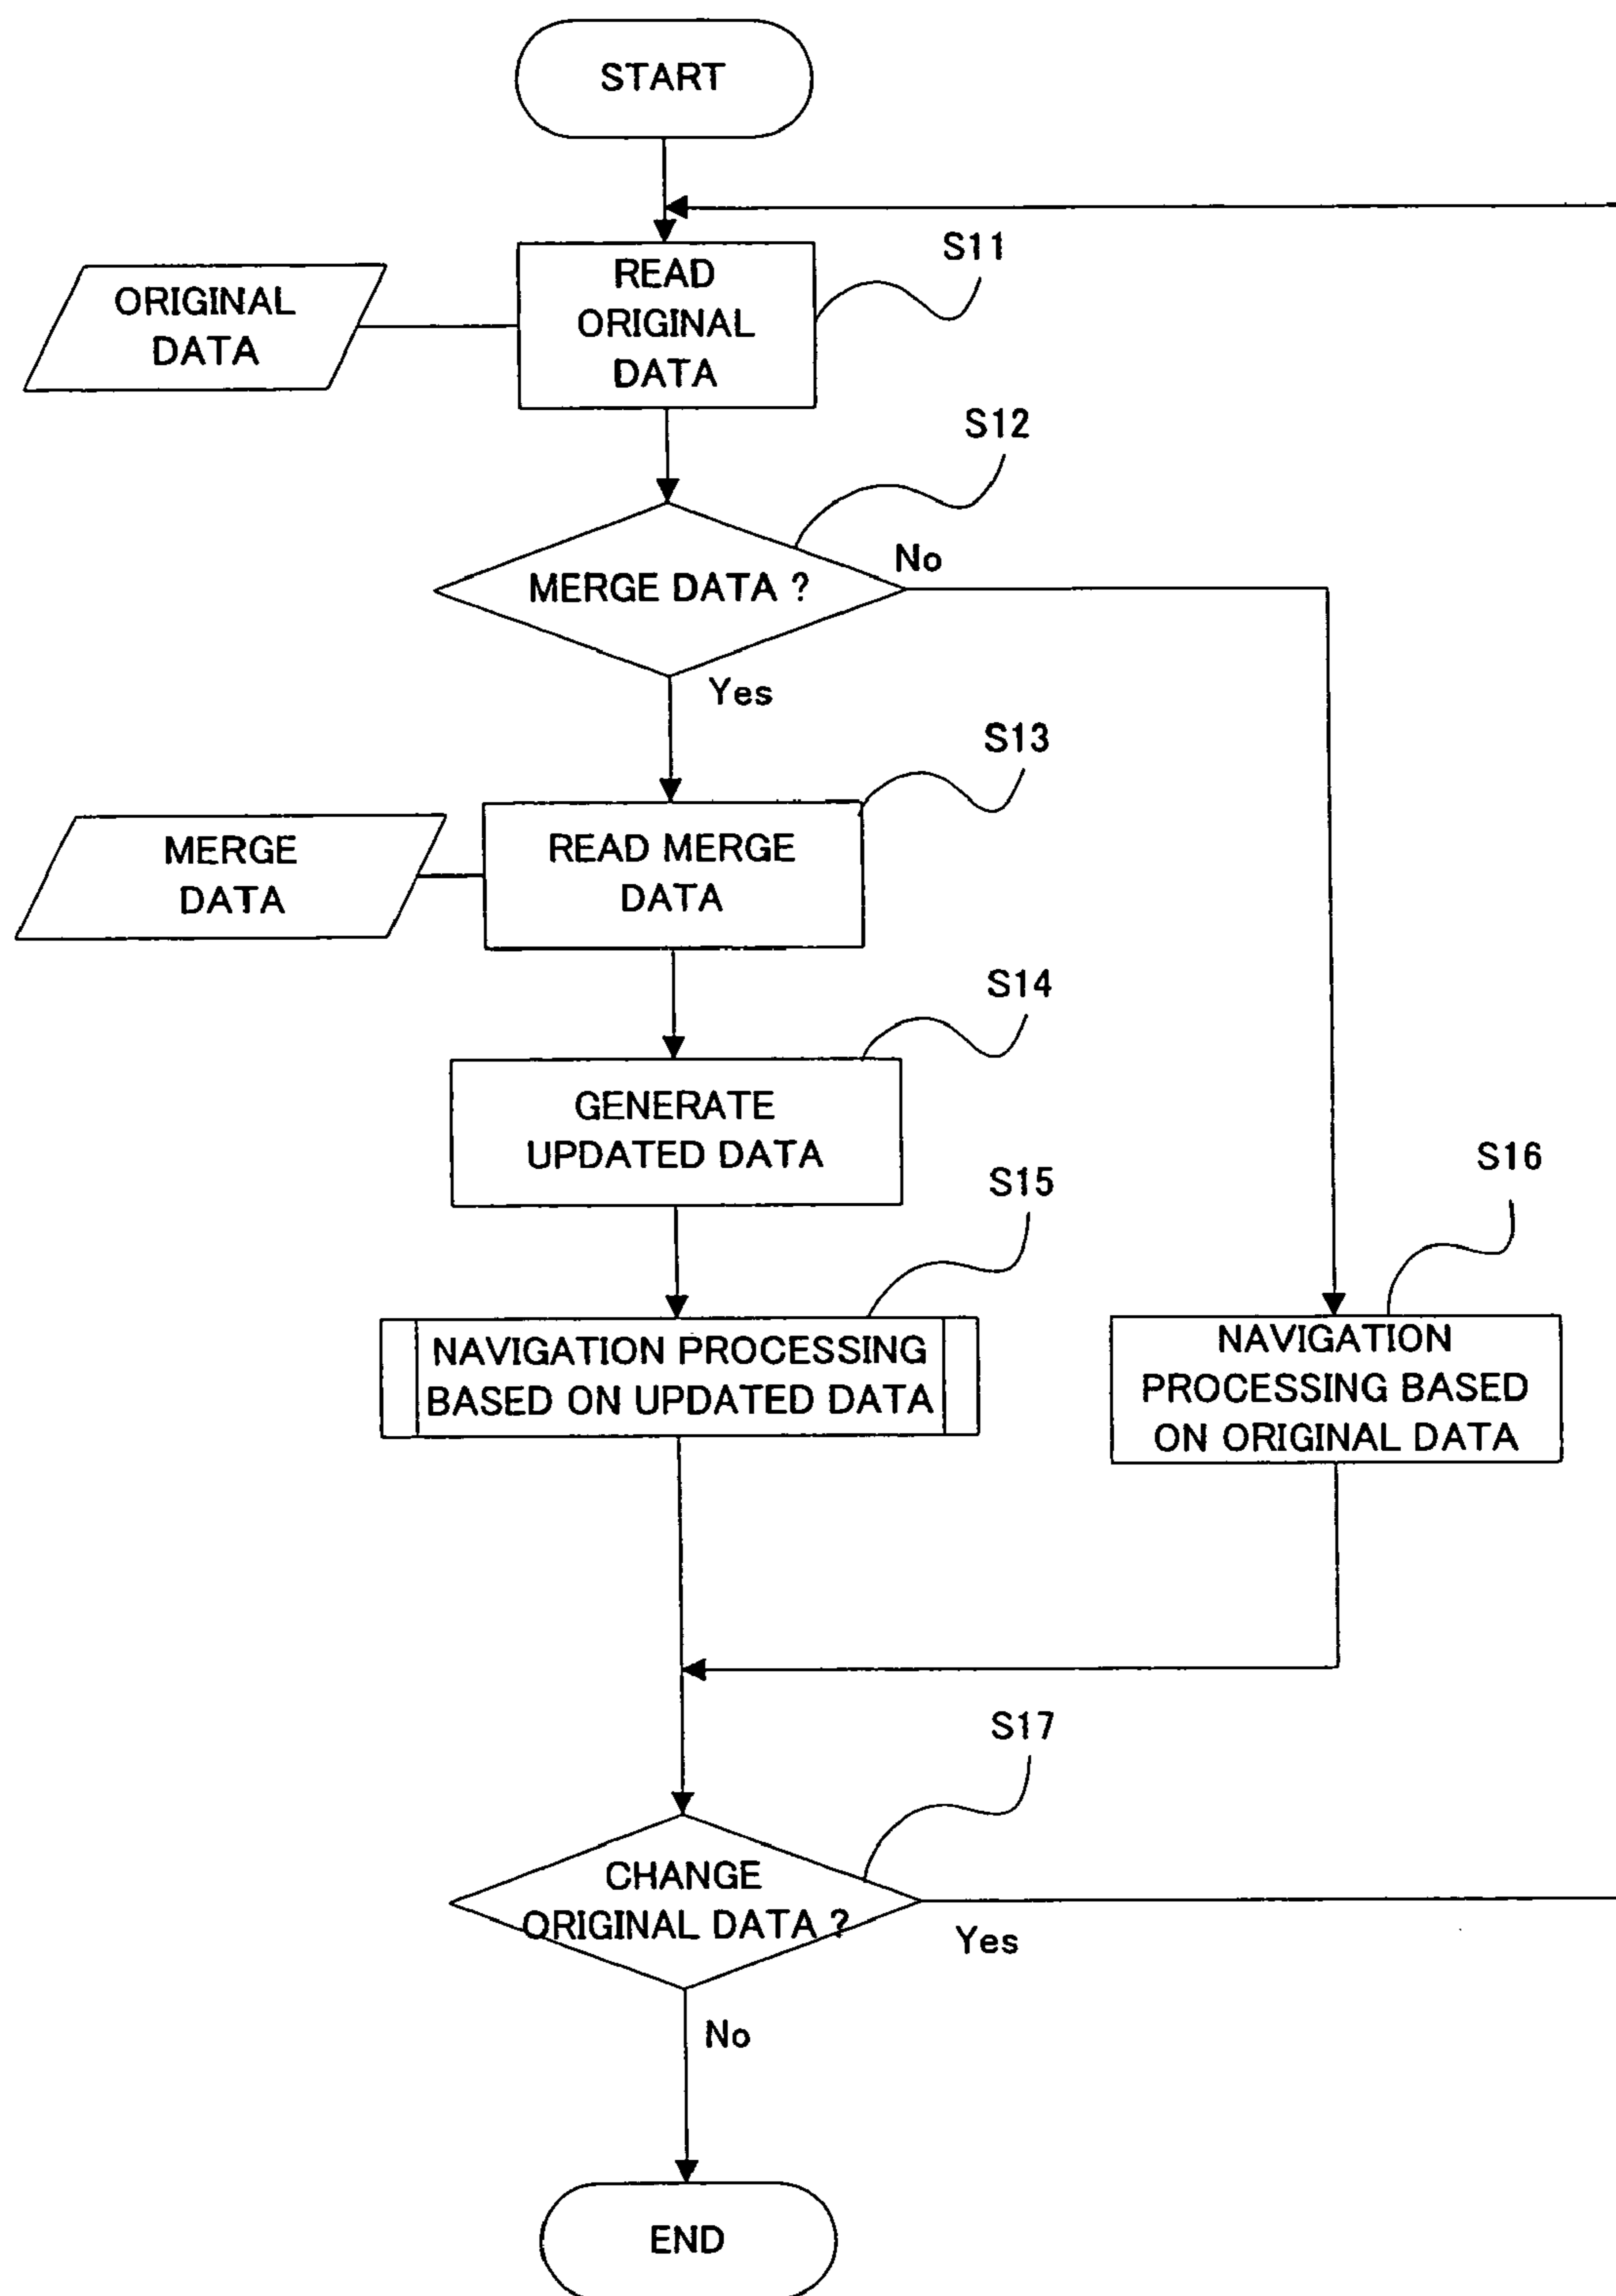 START
S11
READ
ORIGINAL
DATA
ORIGINAL
DATA
S12
MERGE DATA ?
No
Yes
S13
MERGE
DATA
READ MERGE
DATA
S14
GENERATE
UPDATED DATA
S15
S16
NAVIGATION PROCESSING
BASED ON UPDATED DATA
NAVIGATION
PROCESSING BASED
ON ORIGINAL DATA
S17
CHANGE
ORIGINAL DATA ?
Yes
No
END